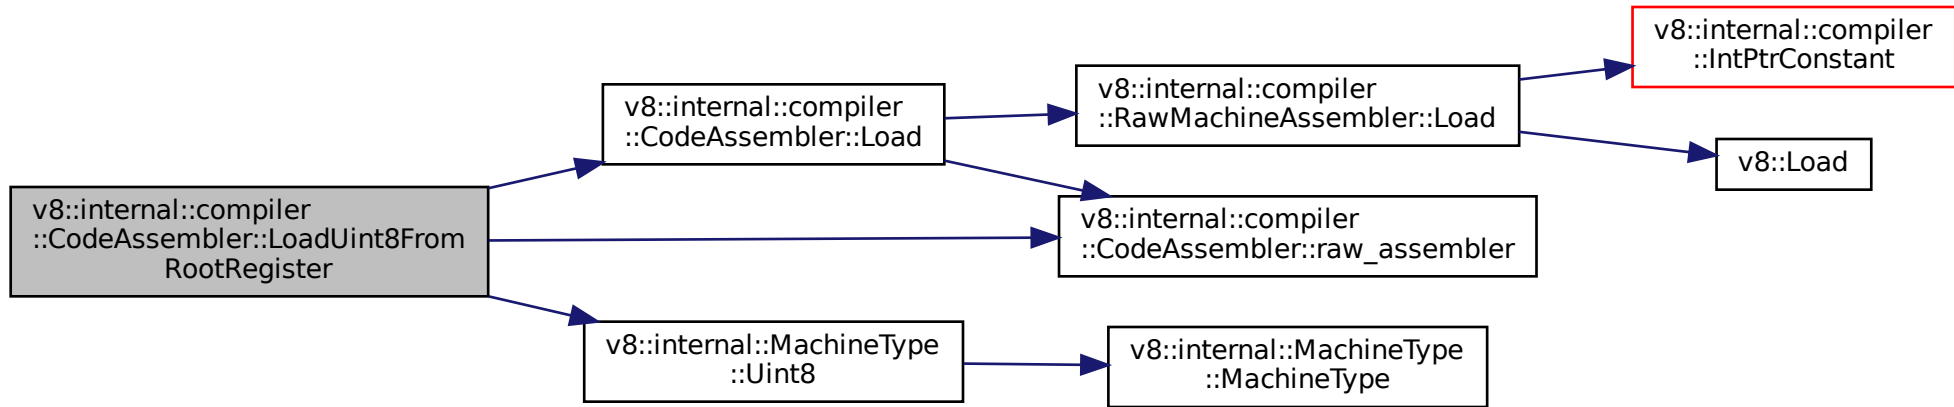 v8::internal::compiler
::CodeAssembler::LoadUint8From
RootRegister
v8::internal::compiler
::CodeAssembler::Load
v8::internal::compiler
::RawMachineAssembler::Load
v8::internal::compiler
::IntPtrConstant
v8::Load
v8::internal::compiler
::CodeAssembler::raw_assembler
v8::internal::MachineType
::Uint8
v8::internal::MachineType
::MachineType